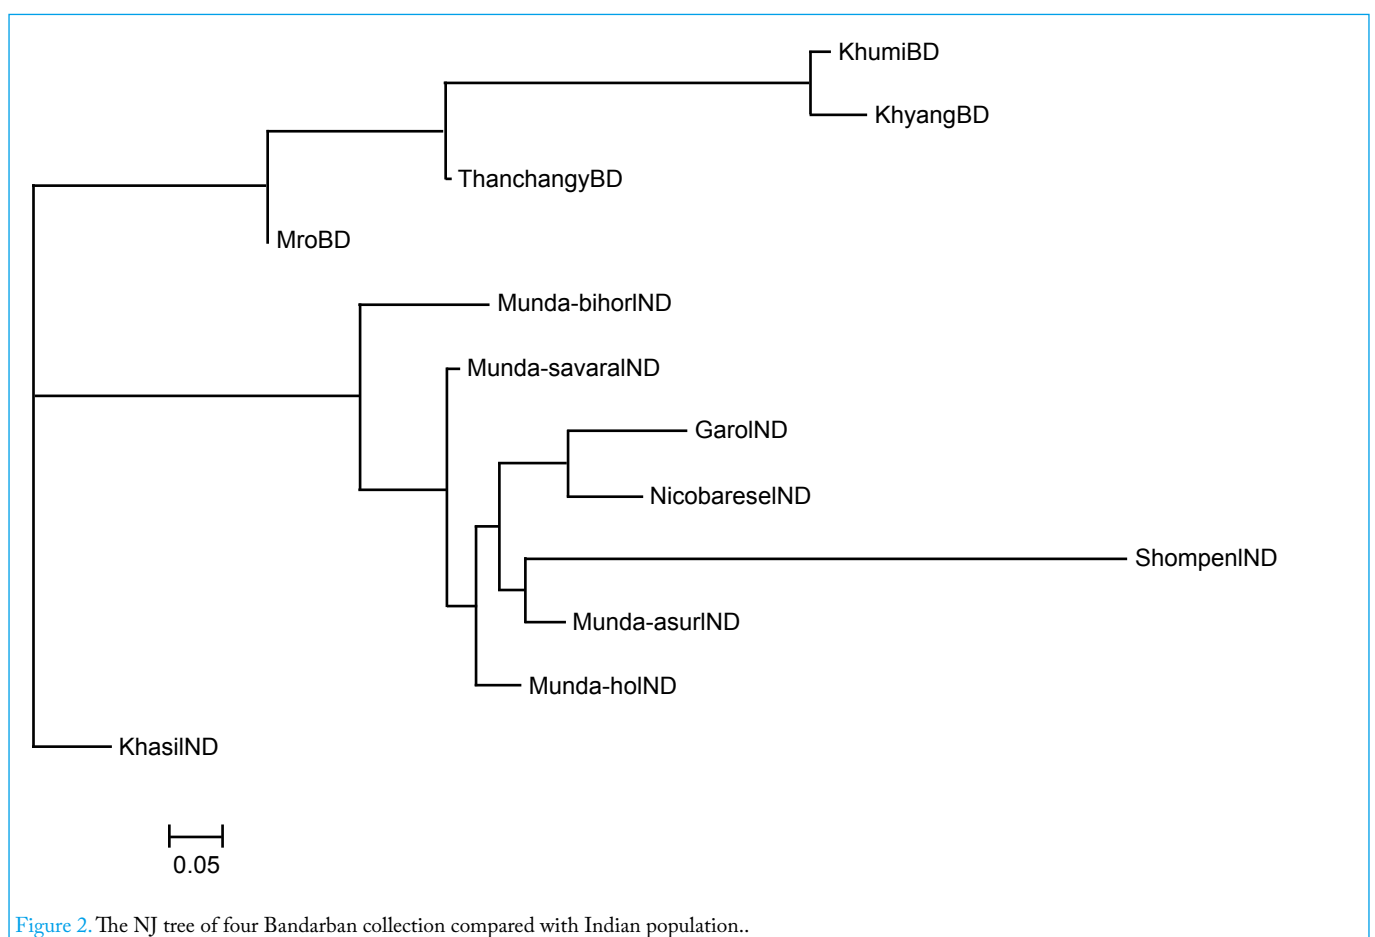 KhumiBD
KhyangBD
ThanchangyBD
MroBD
Munda-bihorIND
Munda-savaraIND
GaroIND
NicobareseIND
ShompenIND
Munda-asurIND
Munda-hoIND
KhasiIND
0.05
Figure 2. The NJ tree of four Bandarban collection compared with Indian population..